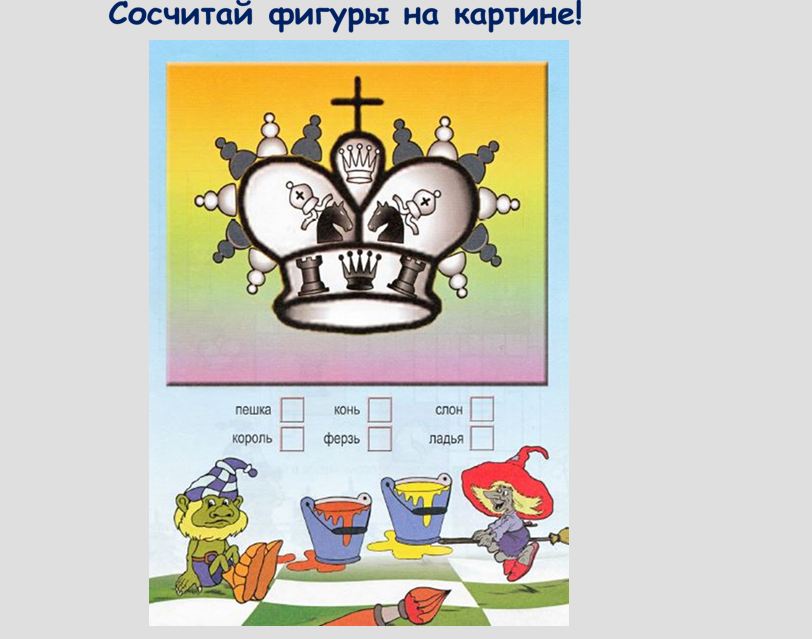 Сосчитай фигуры на картине!
пешка конь слон
король ферзь ладья